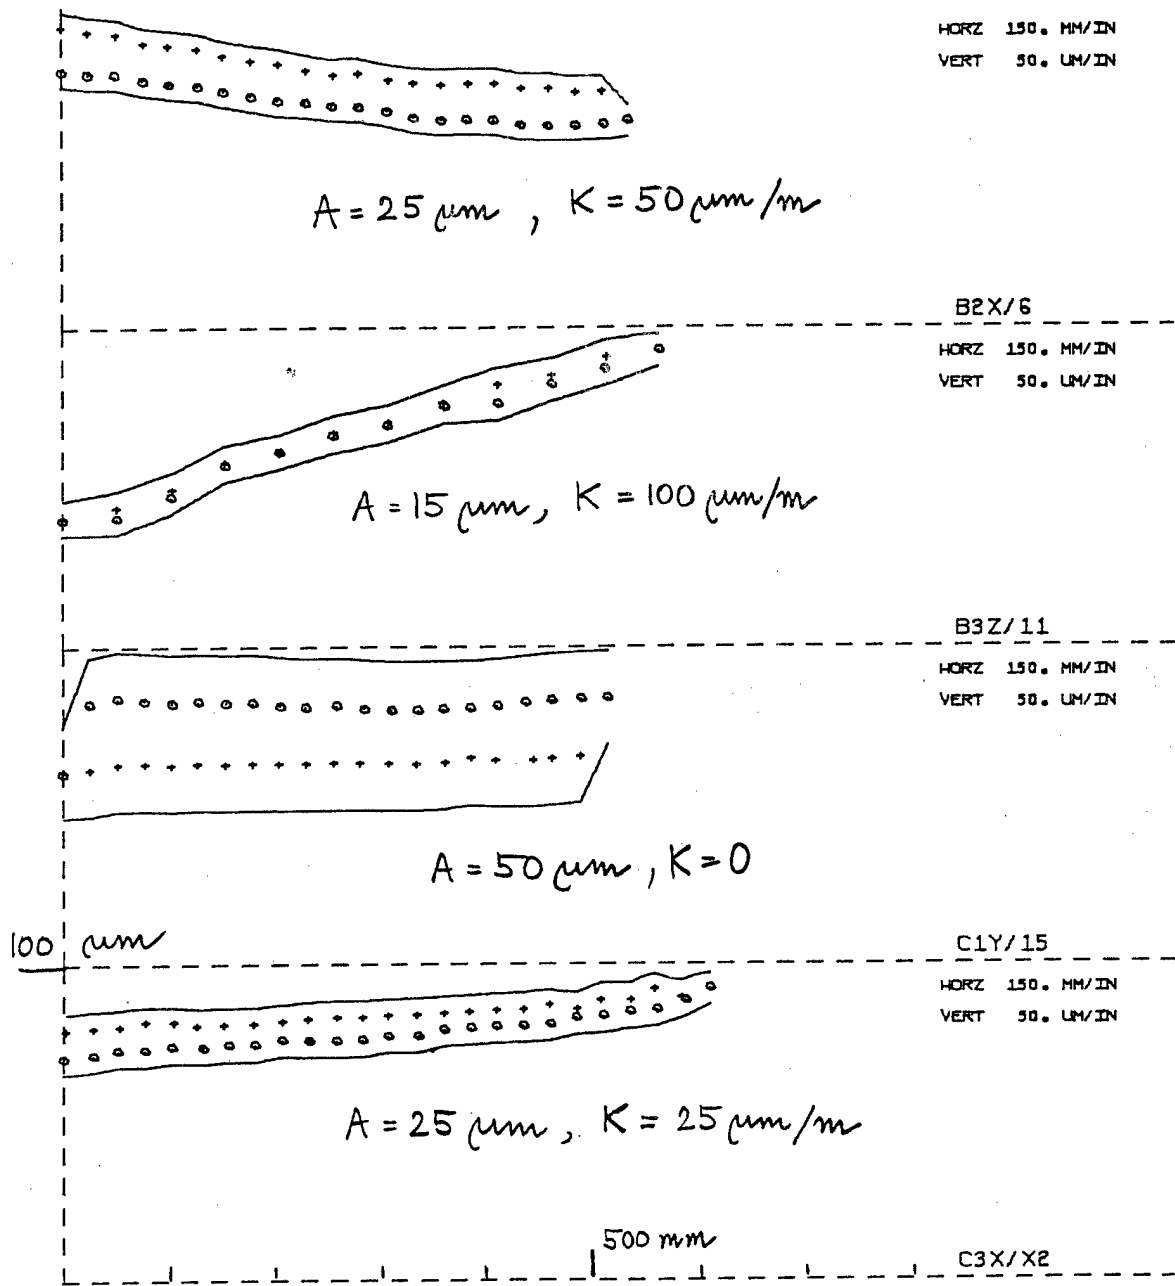 HORZ 150. MM/IN
VERT 50. UM/IN
A = 25 µm , K = 50 µm/m
B2X/6
HORZ 150. MM/IN
VERT 50. UM/IN
A = 15 µm, K = 100 µm/m
B3Z/11
HORZ 150. MM/IN
VERT 50. UM/IN
A = 50 µm, K = 0
100 µm
C1Y/15
HORZ 150. MM/IN
VERT 50. UM/IN
A = 25 µm, K = 25 µm/m
500 mm
C3X/X2